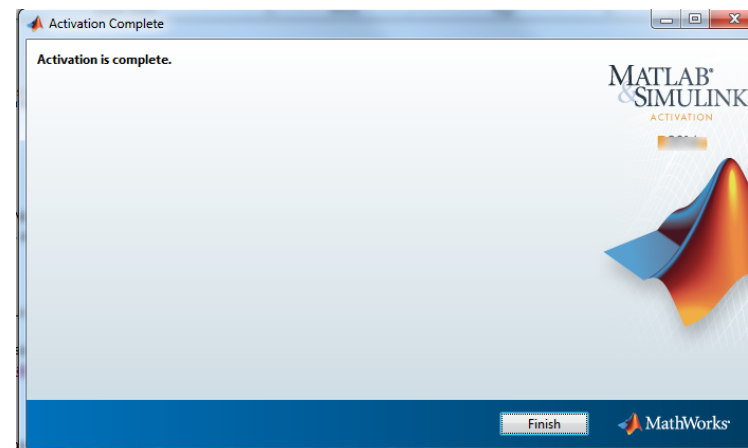 Activation Complete
Activation is complete.
MATLAB®
&SIMULINK
ACTIVATION
Finish
MathWorks®